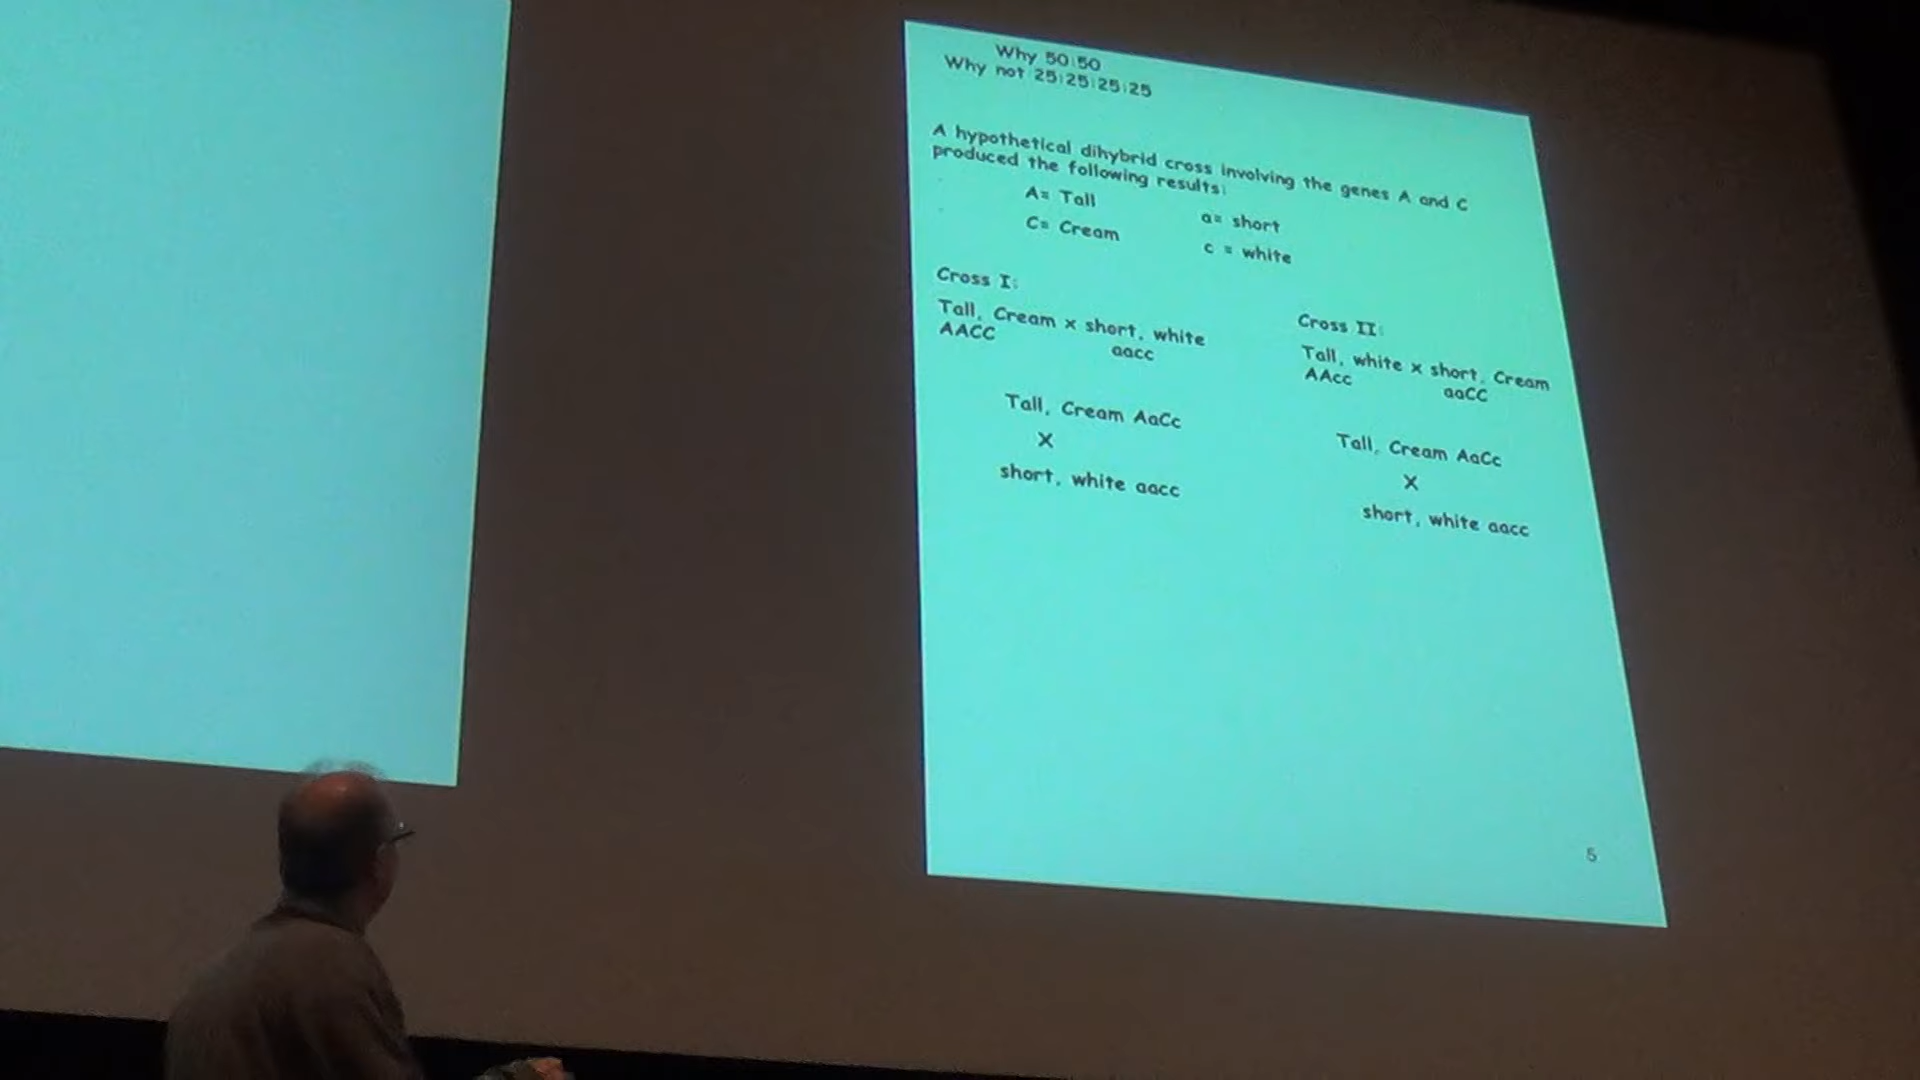 Why 50:50
Why not 25:25:25:25
A hypothetical dihybrid cross involving the genes A and C
produced the following results:
A= Tall a= short
C= Cream c = white
Cross I:
Tall, Cream x short, white
AACC aacc
Tall, Cream AaCc
X
short, white aacc
Cross II:
Tall, white x short, Cream
AAcc aaCC
Tall, Cream AaCc
X
short, white aacc
5